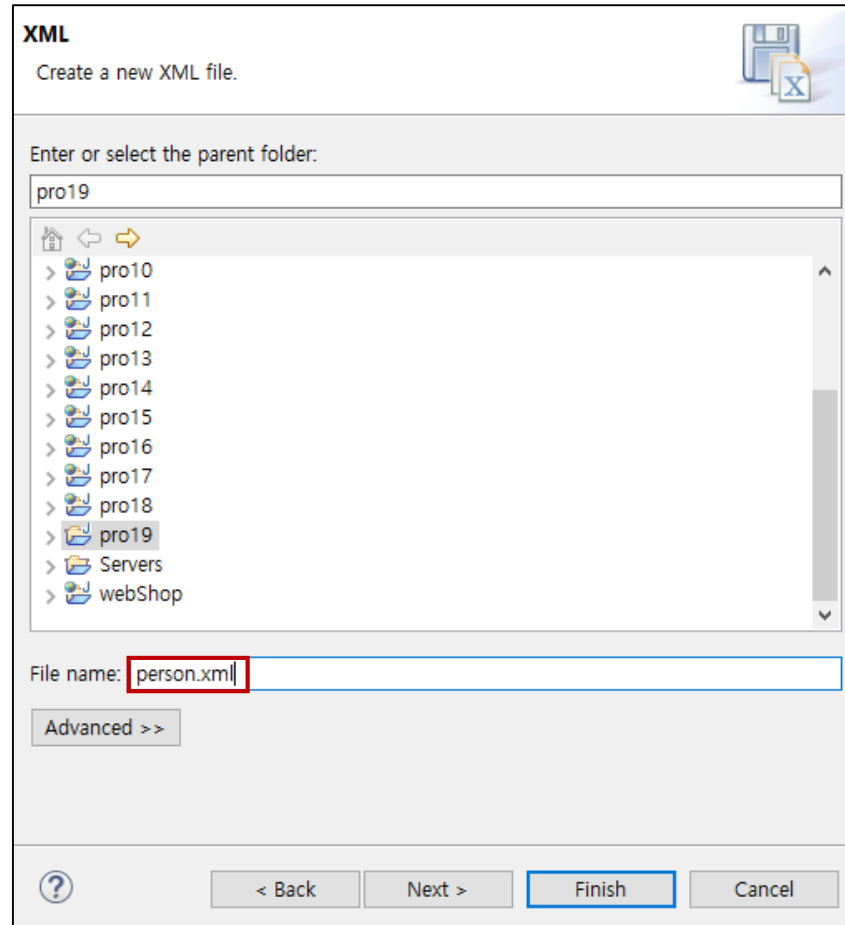 XML
Create a new XML file.
X
Enter or select the parent folder:
pro19
pro10
pro11
pro12
pro13
pro14
pro15
pro16
pro17
pro18
pro19
Servers
webShop
File name: person.xml
Advanced >>
? < Back Next > Finish Cancel